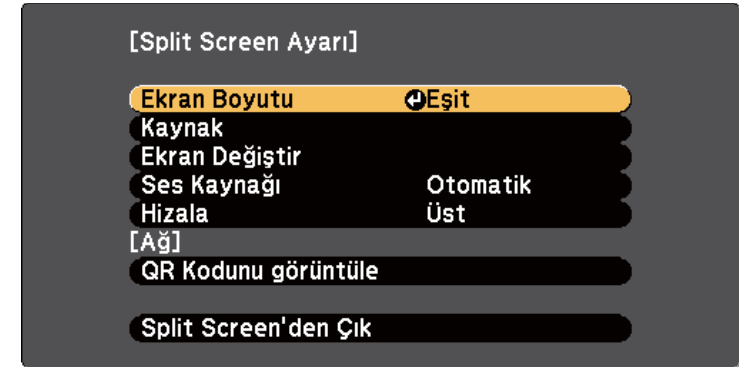 [Split Screen Ayarı]
Ekran Boyutu Eşit
Kaynak
Ekran Değiştir
Ses Kaynağı Otomatik
Hizala Üst
[Ağ]
QR Kodunu görüntüle
Split Screen'den Çık